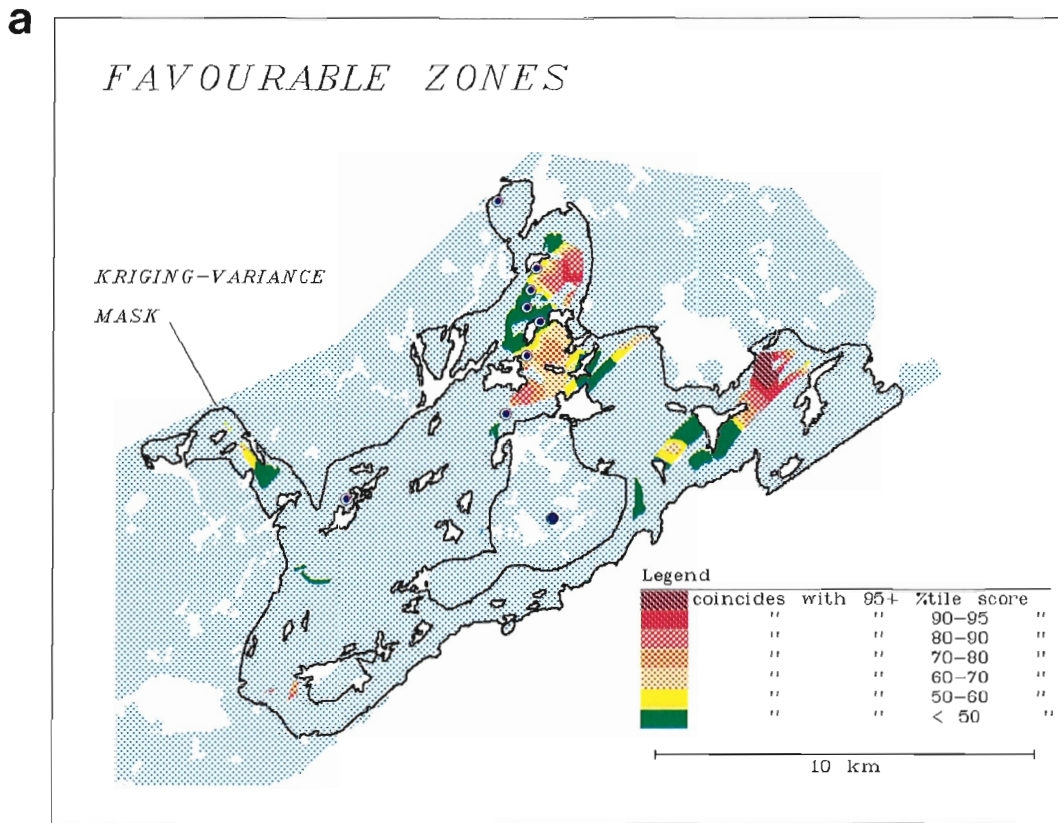 a
FAVOURABLE ZONES
KRIGING-VARIANCE
MASK
Legend
coincides with 95+ %tile score
" " 90-95 "
" " 80-90 "
" " 70-80 "
" " 60-70 "
" " 50-60 "
" " < 50 "
10 km